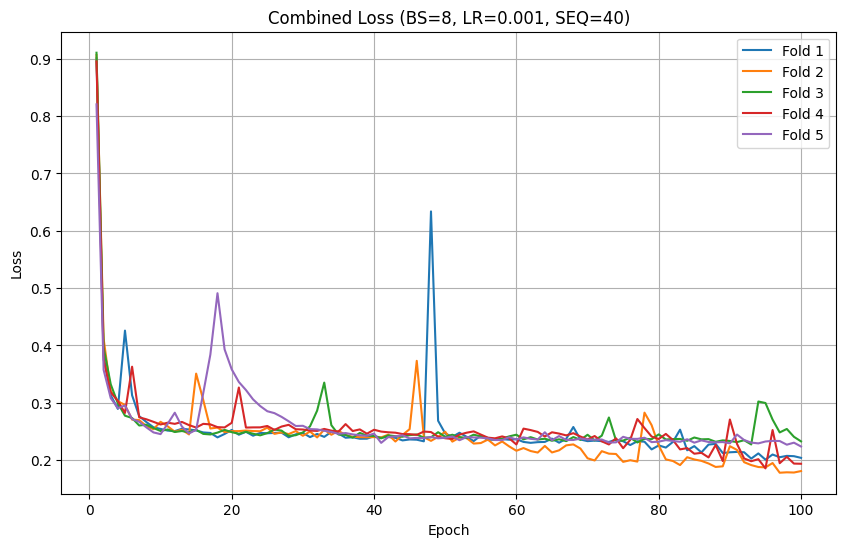 Combined Loss (BS=8, LR=0.001, SEQ=40)
Loss
0.9
0.8
0.7
0.6
0.5
0.4
0.3
0.2
Fold 1
Fold 2
Fold 3
Fold 4
Fold 5
0 20 40 60 80 100
Epoch